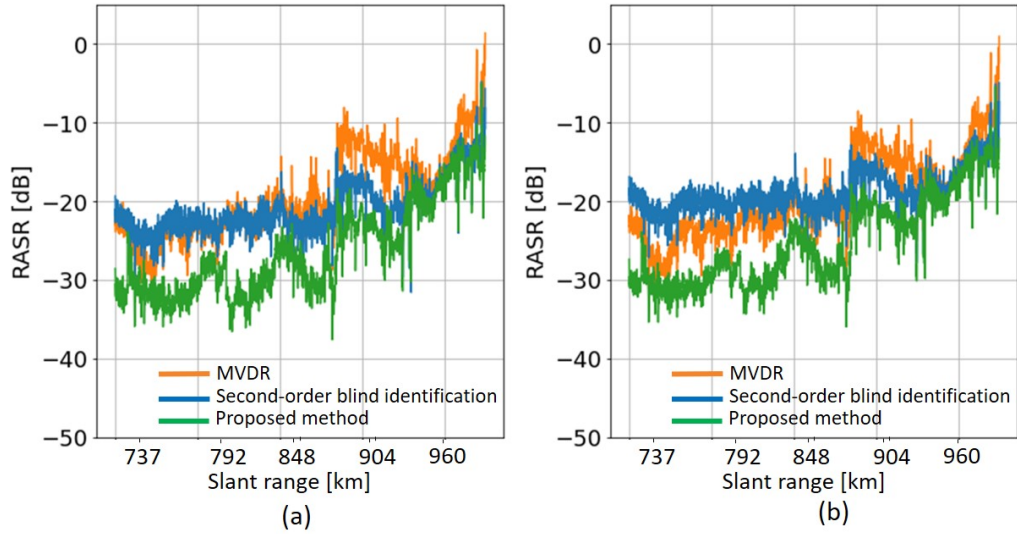 0
−10
−20
−30
−40
−50
RASR [dB]
MVDR
Second-order blind identification
Proposed method
737 792 848 904 960
Slant range [km]
(a)
0
−10
−20
−30
−40
−50
RASR [dB]
MVDR
Second-order blind identification
Proposed method
737 792 848 904 960
Slant range [km]
(b)